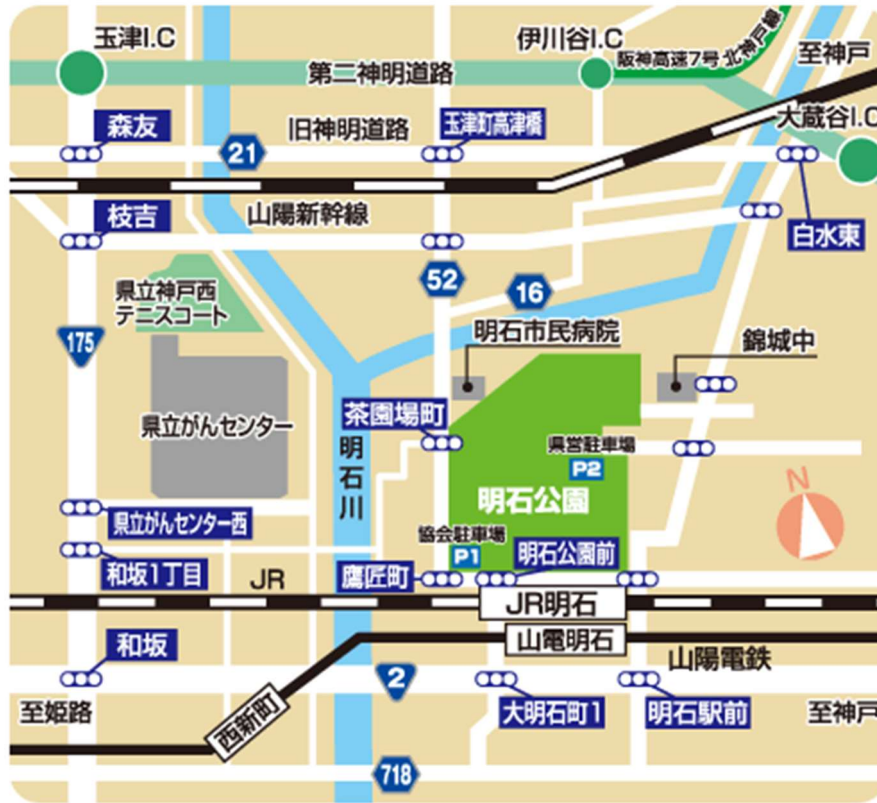 玉津I.C
伊川谷I.C
阪神高速7号 北神戸線
至神戸
第二神明道路
大蔵谷I.C
森友
旧神明道路
玉津町高津橋
21
枝吉
山陽新幹線
白水東
52
16
県立神戸西
テニスコート
175
明石市民病院
錦城中
県立がんセンター
茶園場町
明石川
県営駐車場
P2
明石公園
N
県立がんセンター西
協会駐車場
P1
明石公園前
和坂1丁目
JR
鷹匠町
JR明石
山電明石
和坂
山陽電鉄
2
至姫路
西新町
大明石町1
明石駅前
至神戸
718